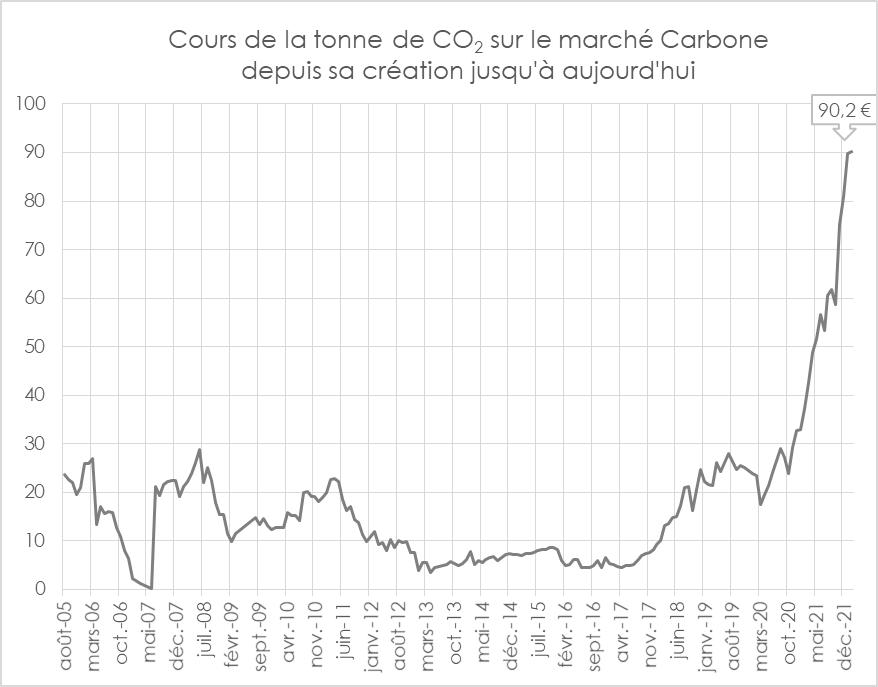 Cours de la tonne de CO₂ sur le marché Carbone
depuis sa création jusqu'à aujourd'hui
90,2 €
100
90
80
70
60
50
40
30
20
10
0
août-05
mars-06
oct.-06
mai-07
déc.-07
juil.-08
févr.-09
sept.-09
avr.-10
nov.-10
juin-11
janv.-12
août-12
mars-13
oct.-13
mai-14
déc.-14
juil.-15
févr.-16
sept.-16
avr.-17
nov.-17
juin-18
janv.-19
août-19
mars-20
oct.-20
mai-21
déc.-21